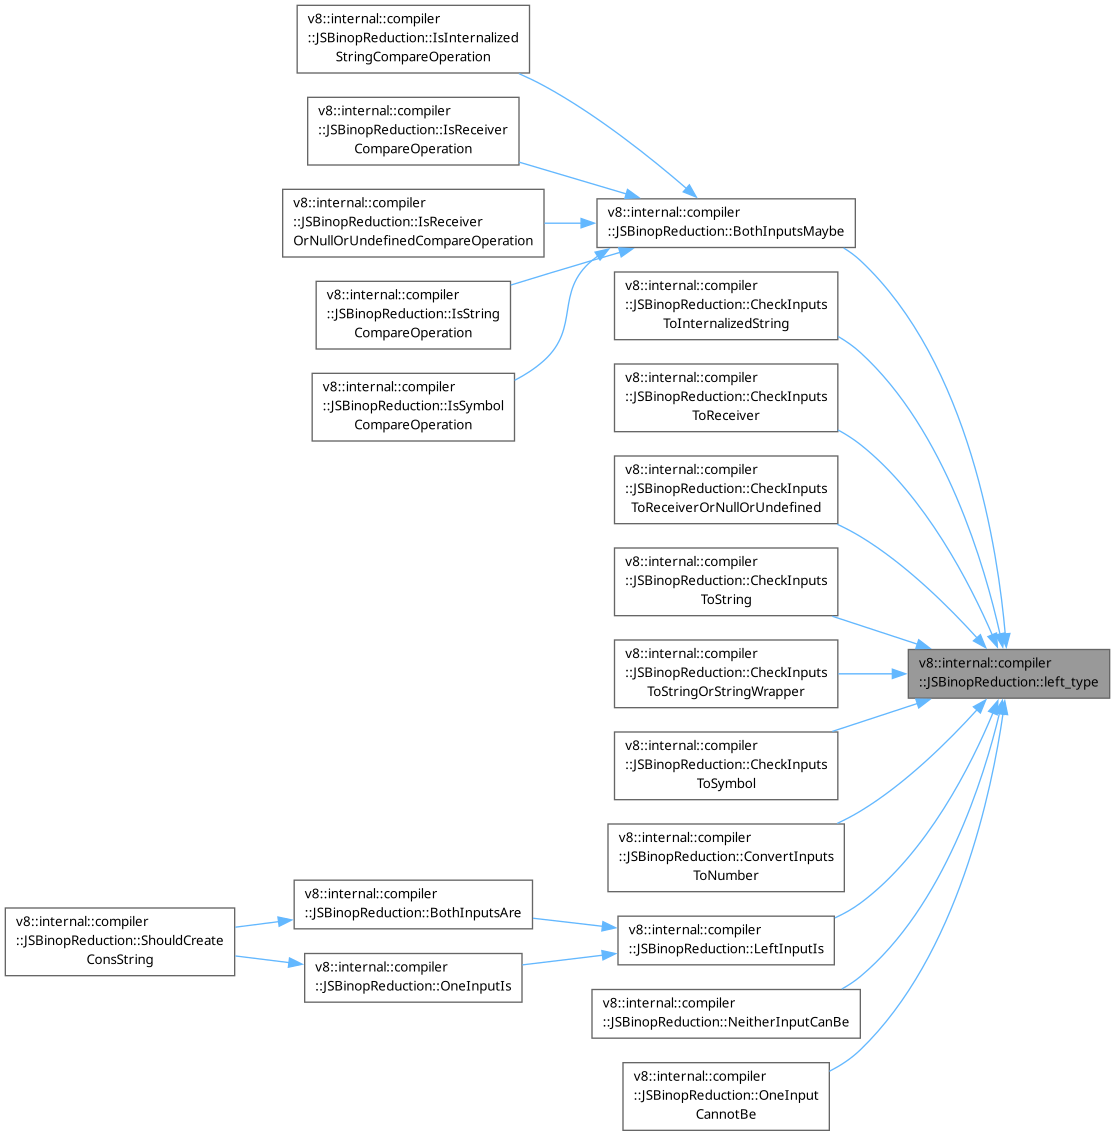 v8::internal::compiler
::JSBinopReduction::IsInternalized
StringCompareOperation
v8::internal::compiler
::JSBinopReduction::IsReceiver
CompareOperation
v8::internal::compiler
::JSBinopReduction::IsReceiver
OrNullOrUndefinedCompareOperation
v8::internal::compiler
::JSBinopReduction::IsString
CompareOperation
v8::internal::compiler
::JSBinopReduction::IsSymbol
CompareOperation
v8::internal::compiler
::JSBinopReduction::BothInputsMaybe
v8::internal::compiler
::JSBinopReduction::CheckInputs
ToInternalizedString
v8::internal::compiler
::JSBinopReduction::CheckInputs
ToReceiver
v8::internal::compiler
::JSBinopReduction::CheckInputs
ToReceiverOrNullOrUndefined
v8::internal::compiler
::JSBinopReduction::CheckInputs
ToString
v8::internal::compiler
::JSBinopReduction::CheckInputs
ToStringOrStringWrapper
v8::internal::compiler
::JSBinopReduction::CheckInputs
ToSymbol
v8::internal::compiler
::JSBinopReduction::ConvertInputs
ToNumber
v8::internal::compiler
::JSBinopReduction::left_type
v8::internal::compiler
::JSBinopReduction::ShouldCreate
ConsString
v8::internal::compiler
::JSBinopReduction::BothInputsAre
v8::internal::compiler
::JSBinopReduction::OneInputIs
v8::internal::compiler
::JSBinopReduction::LeftInputIs
v8::internal::compiler
::JSBinopReduction::NeitherInputCanBe
v8::internal::compiler
::JSBinopReduction::OneInput
CannotBe